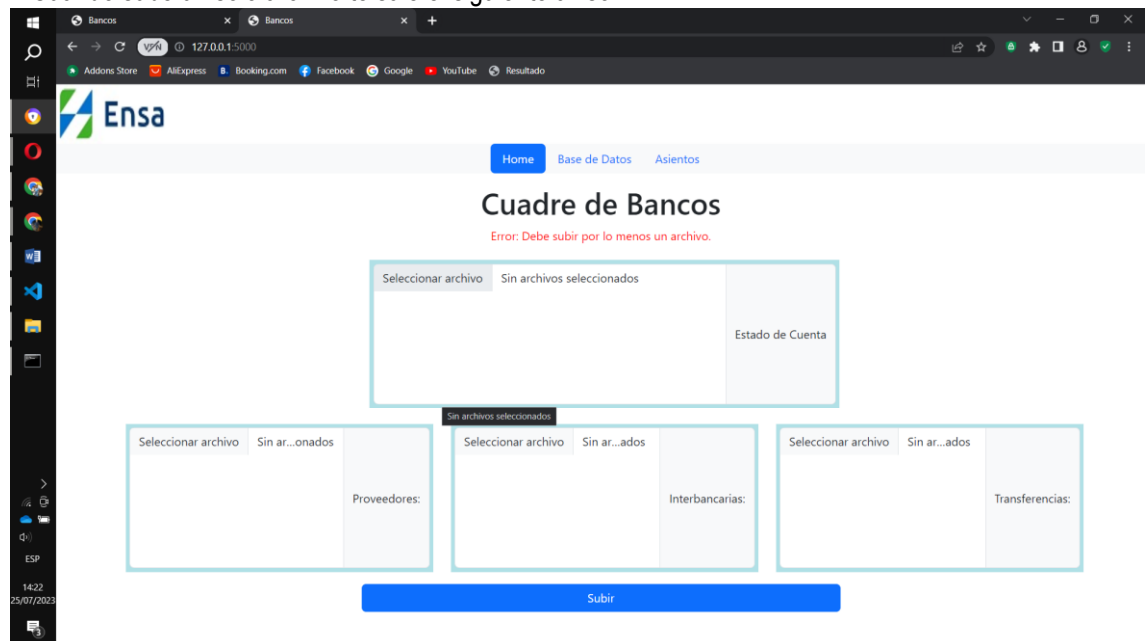 Bancos
Bancos
VPN
127.0.0.1:5000
Addons Store
AliExpress
Booking.com
Facebook
Google
YouTube
Resultado
Ensa
Home
Base de Datos
Asientos
Cuadre de Bancos
Error: Debe subir por lo menos un archivo.
Seleccionar archivo
Sin archivos seleccionados
Estado de Cuenta
Sin archivos seleccionados
Seleccionar archivo
Sin ar...onados
Proveedores:
Seleccionar archivo
Sin ar...ados
Interbancarias:
Seleccionar archivo
Sin ar...ados
Transferencias:
Subir
ESP
14:22
25/07/2023
3